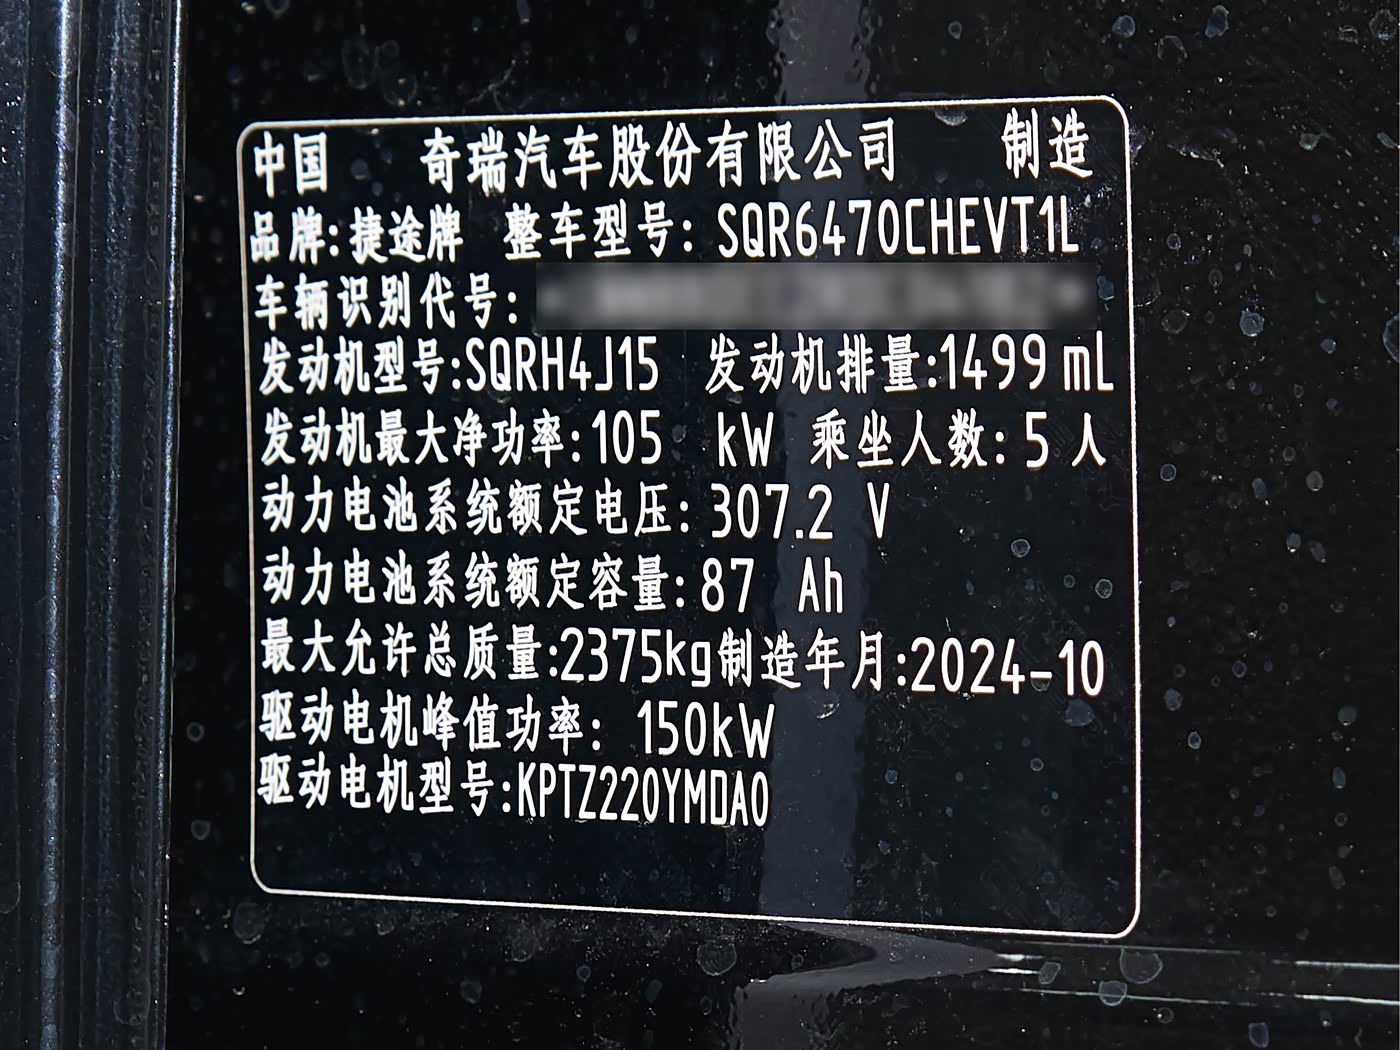 中国 奇瑞汽车股份有限公司 制造
品牌:捷途牌 整车型号: SQR6470CHEVT1L
车辆识别代号:
发动机型号:SQRH4J15 发动机排量:1499 mL
发动机最大净功率:105 kW 乘坐人数: 5 人
动力电池系统额定电压: 307.2 V
动力电池系统额定容量: 87 Ah
最大允许总质量:2375kg制造年月:2024-10
驱动电机峰值功率: 150kW
驱动电机型号:KPTZ220YMDA0